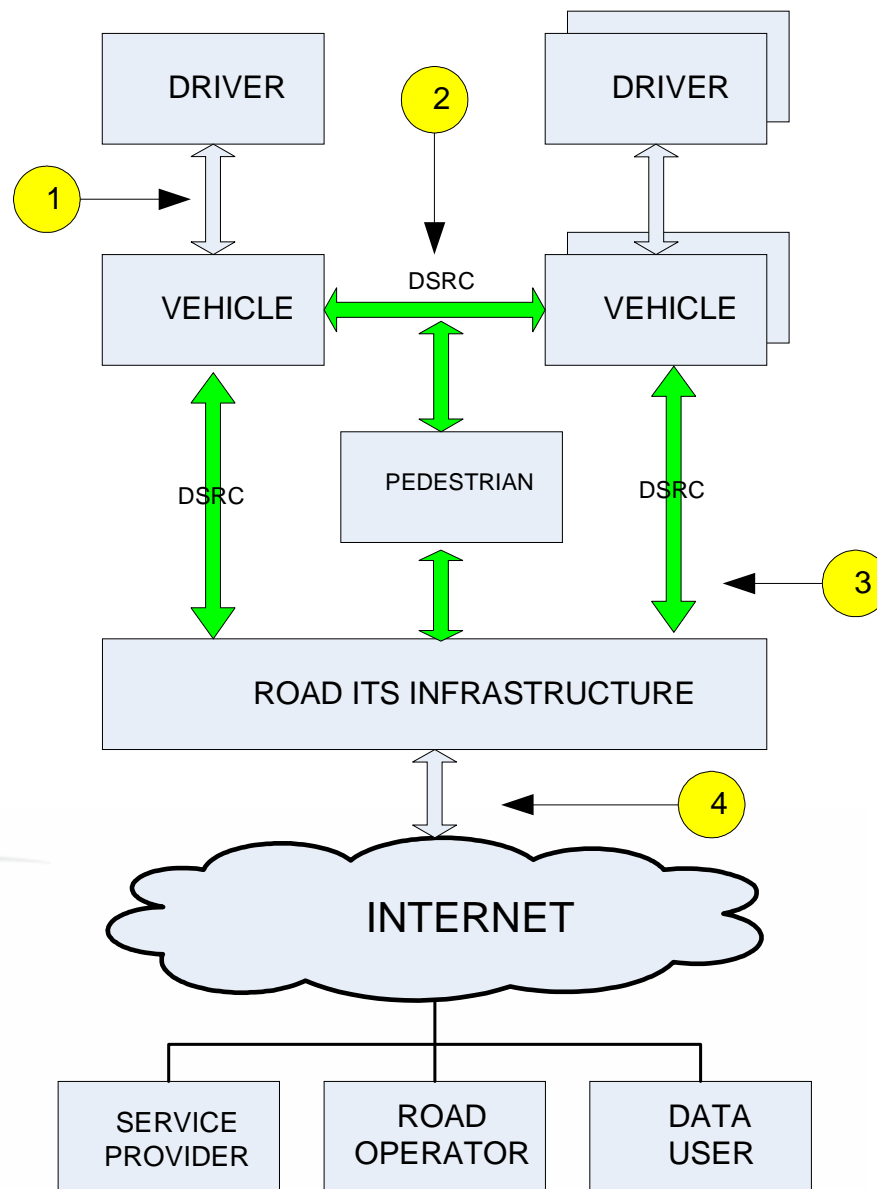 DRIVER
2
DRIVER
1
DSRC
VEHICLE
VEHICLE
PEDESTRIAN
DSRC
DSRC
3
ROAD ITS INFRASTRUCTURE
4
INTERNET
SERVICE
PROVIDER
ROAD
OPERATOR
DATA
USER